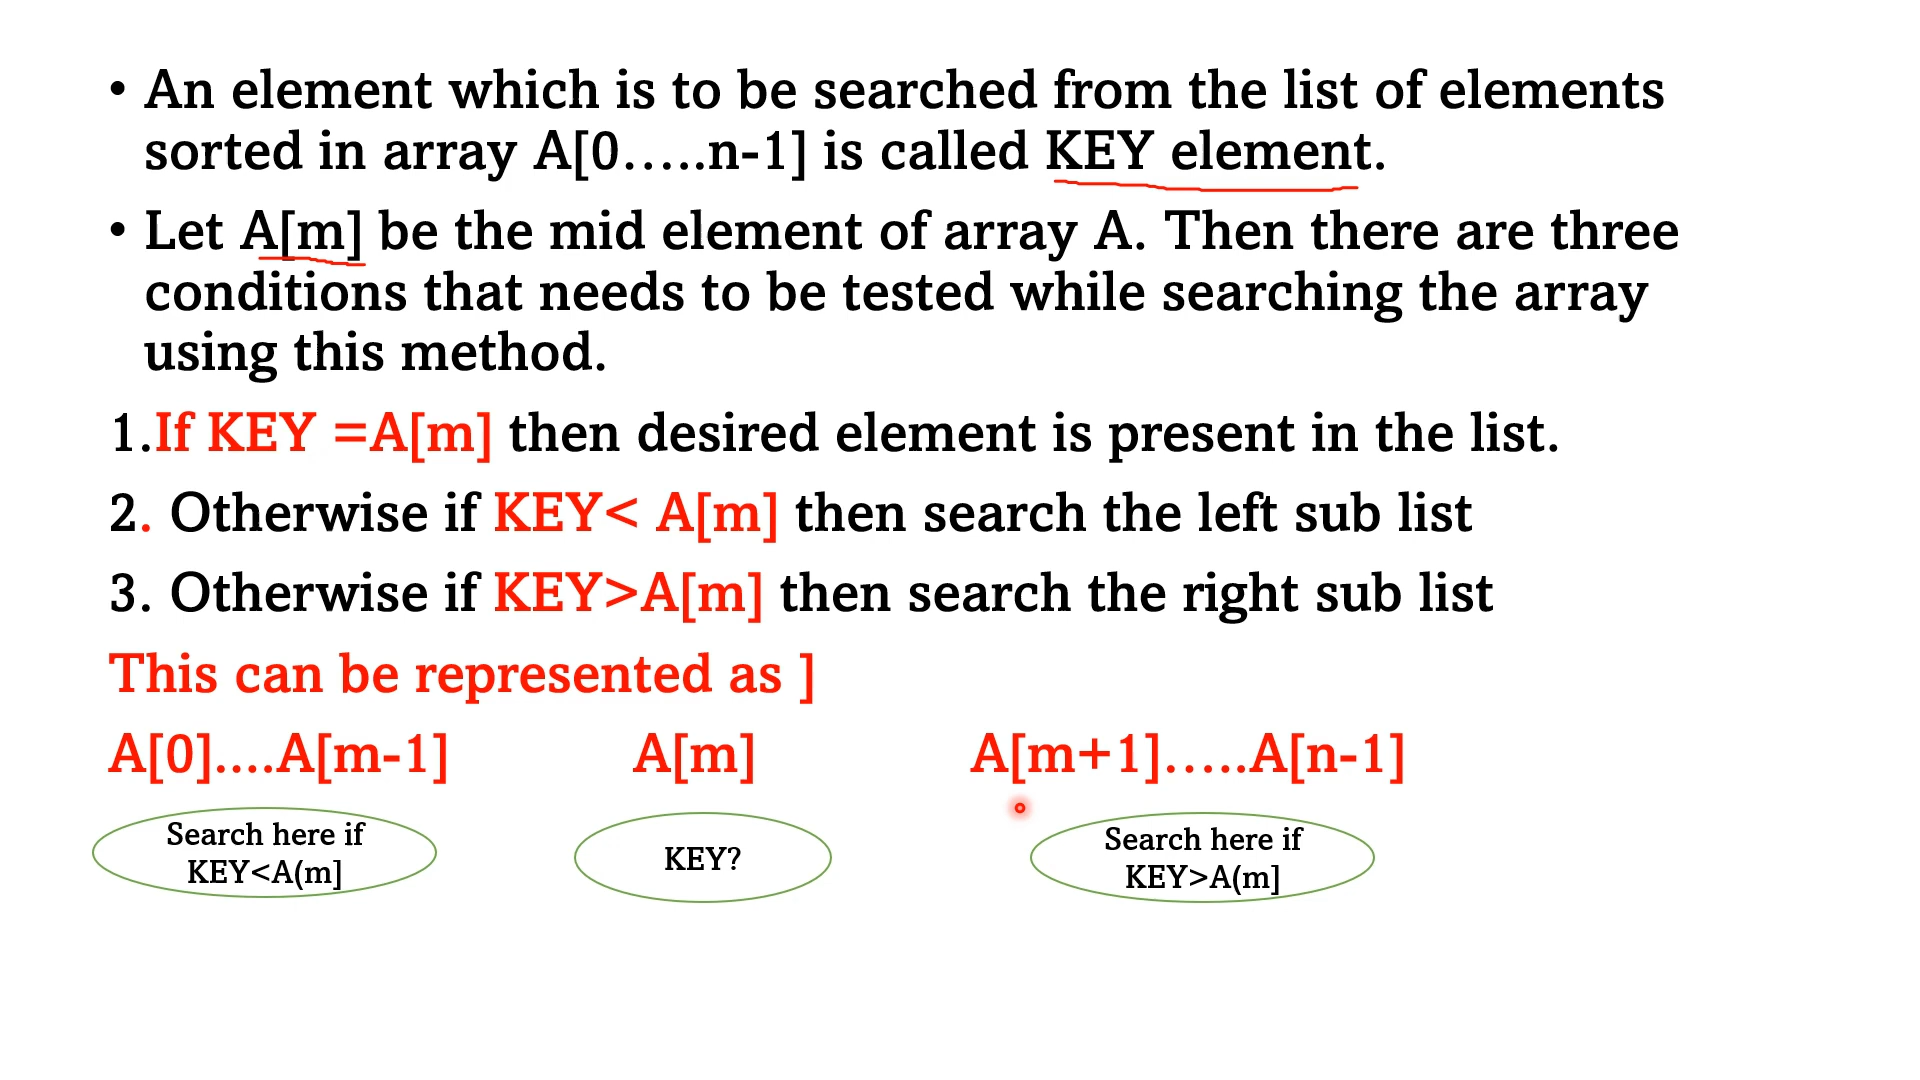 • An element which is to be searched from the list of elements
sorted in array A[0…..n-1] is called KEY element.
• Let A[m] be the mid element of array A. Then there are three
conditions that needs to be tested while searching the array
using this method.
1.If KEY =A[m] then desired element is present in the list.
2. Otherwise if KEY< A[m] then search the left sub list
3. Otherwise if KEY>A[m] then search the right sub list
This can be represented as ]
A[0]....A[m-1] A[m] A[m+1]…..A[n-1]
Search here if
KEY<A(m]
KEY?
Search here if
KEY>A(m]